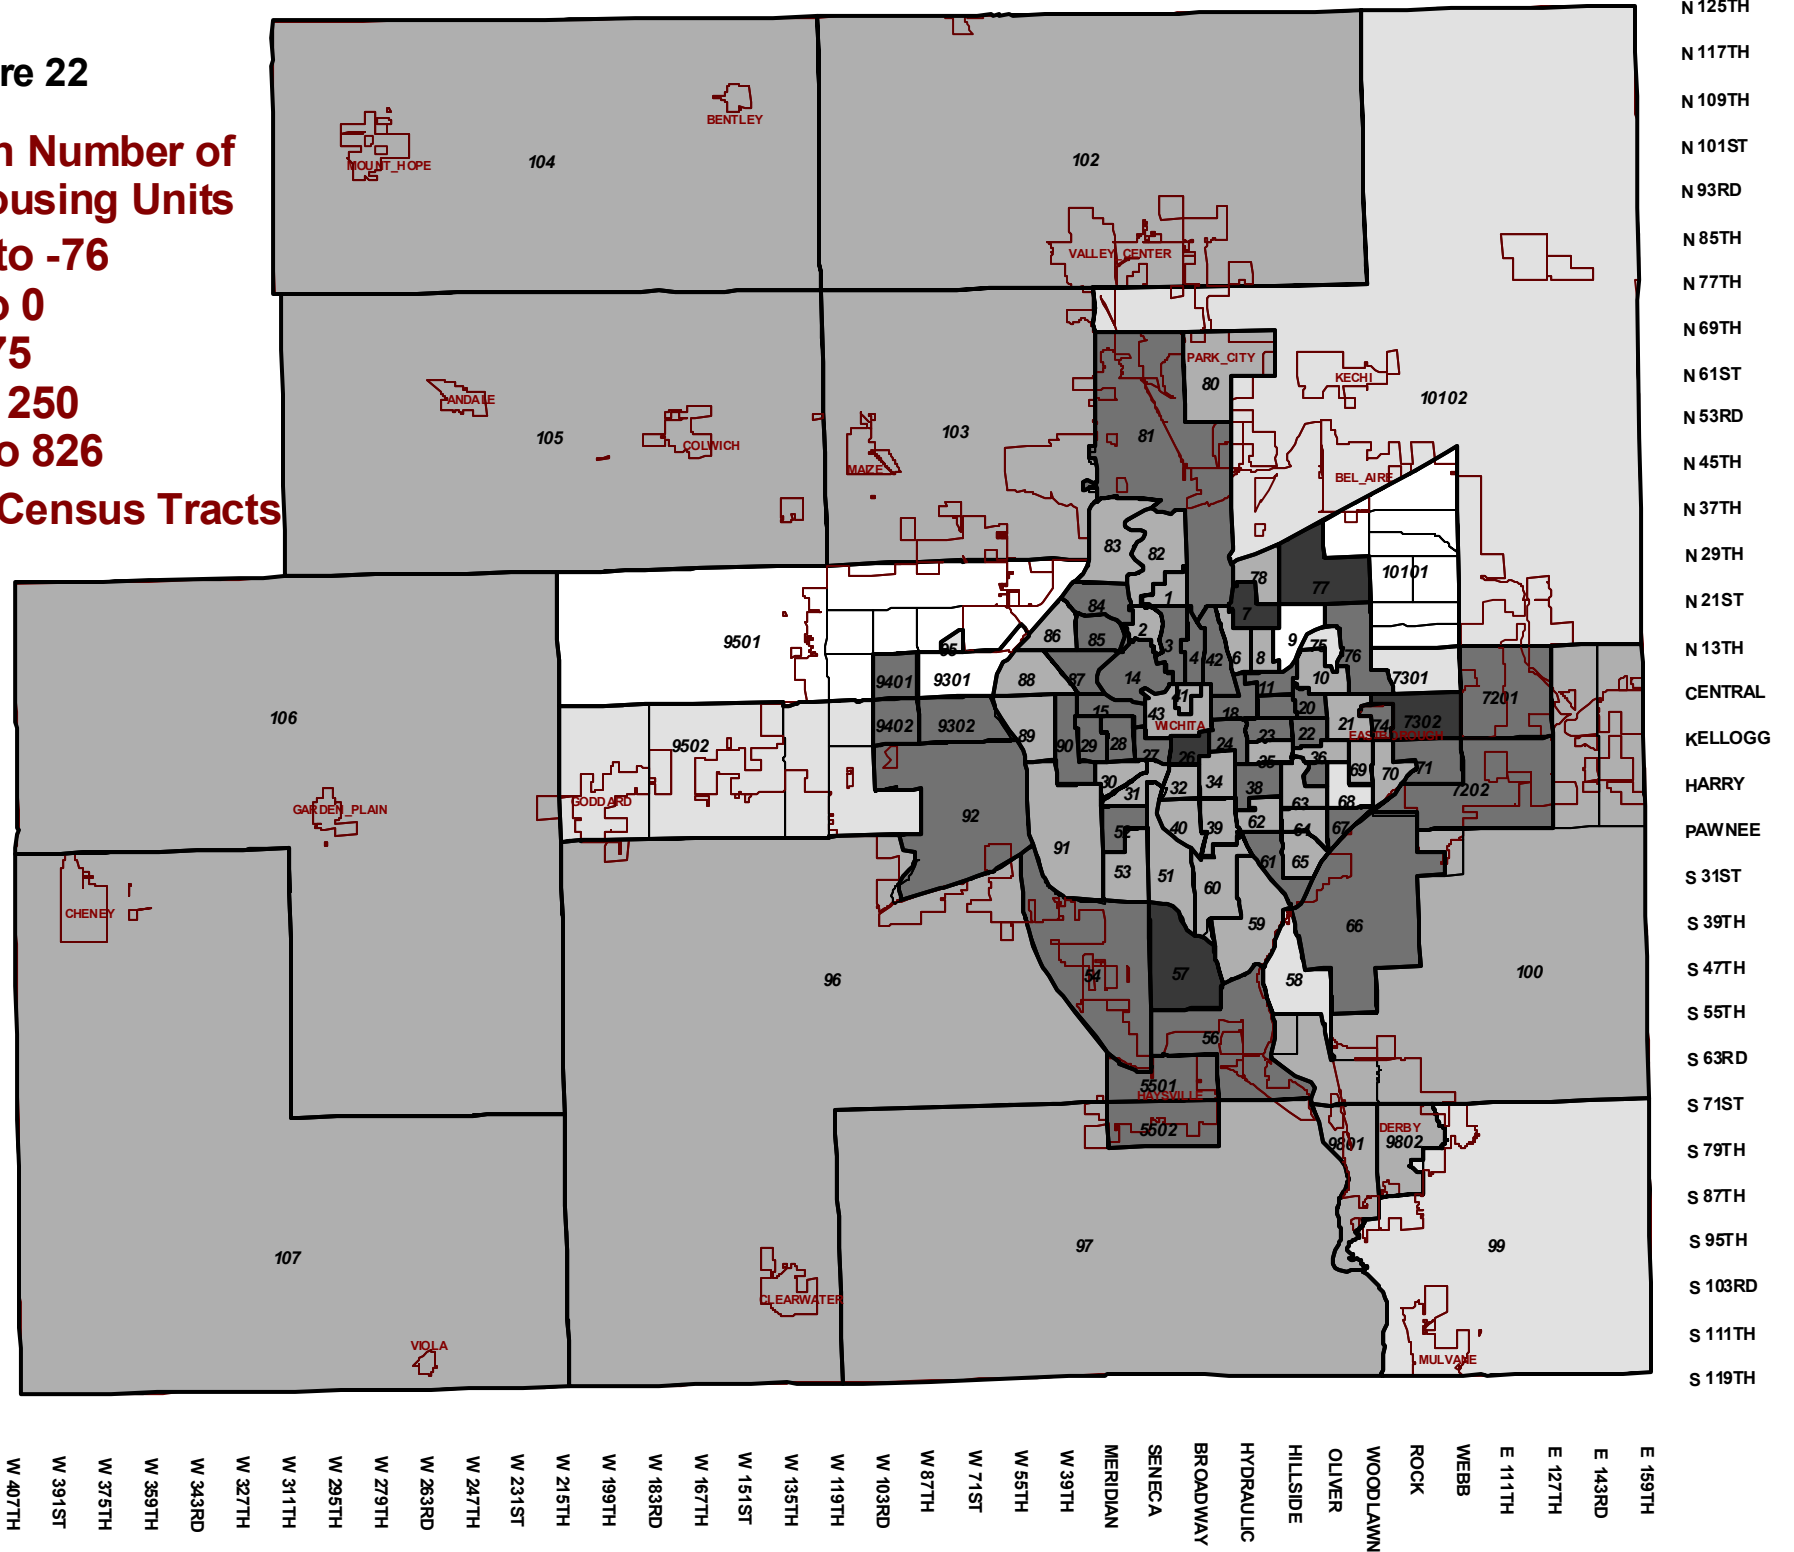 re 22
n Number of
ousing Units
to -76
o 0
75
250
o 826
Census Tracts
N 125TH
N 117TH
N 109TH
N 101ST
N 93RD
N 85TH
N 77TH
N 69TH
N 61ST
N 53RD
N 45TH
N 37TH
N 29TH
N 21ST
N 13TH
CENTRAL
KELLOGG
HARRY
PAWNEE
S 31ST
S 39TH
S 47TH
S 55TH
S 63RD
S 71ST
S 79TH
S 87TH
S 95TH
S 103RD
S 111TH
S 119TH
BENTLEY
MOUNT_HOPE
104
102
VALLEY_CENTER
PARK_CITY
80
KECHI
10102
ANDALE
105
COLWICH
103
MAIZE
81
BEL_AIRE
83
82
78
77
10101
1
84
7
2
86
85
3
9501
95
4
42
6
8
9
75
76
10
9401
9301
88
87
14
11
7301
7201
41
43
WICHITA
15
18
20
21
74
7302
EASTBOROUGH
106
9402
9302
89
90
29
28
27
26
24
23
22
9502
35
36
69
70
71
7202
GARDEN_PLAIN
GODDARD
30
31
32
34
38
63
68
92
52
40
39
62
64
67
91
53
51
60
61
65
CHENEY
59
66
96
54
57
58
100
56
5501
HAYSVILLE
5502
DERBY
9801
9802
107
97
99
CLEARWATER
VIOLA
MULVANE
W 407TH
W 391ST
W 375TH
W 359TH
W 343RD
W 327TH
W 311TH
W 295TH
W 279TH
W 263RD
W 247TH
W 231ST
W 215TH
W 199TH
W 183RD
W 167TH
W 151ST
W 135TH
W 119TH
W 103RD
W 87TH
W 71ST
W 55TH
W 39TH
MERIDIAN
SENECA
BROADWAY
HYDRAULIC
HILLSIDE
OLIVER
WOODLAWN
ROCK
WEBB
E 111TH
E 127TH
E 143RD
E 159TH